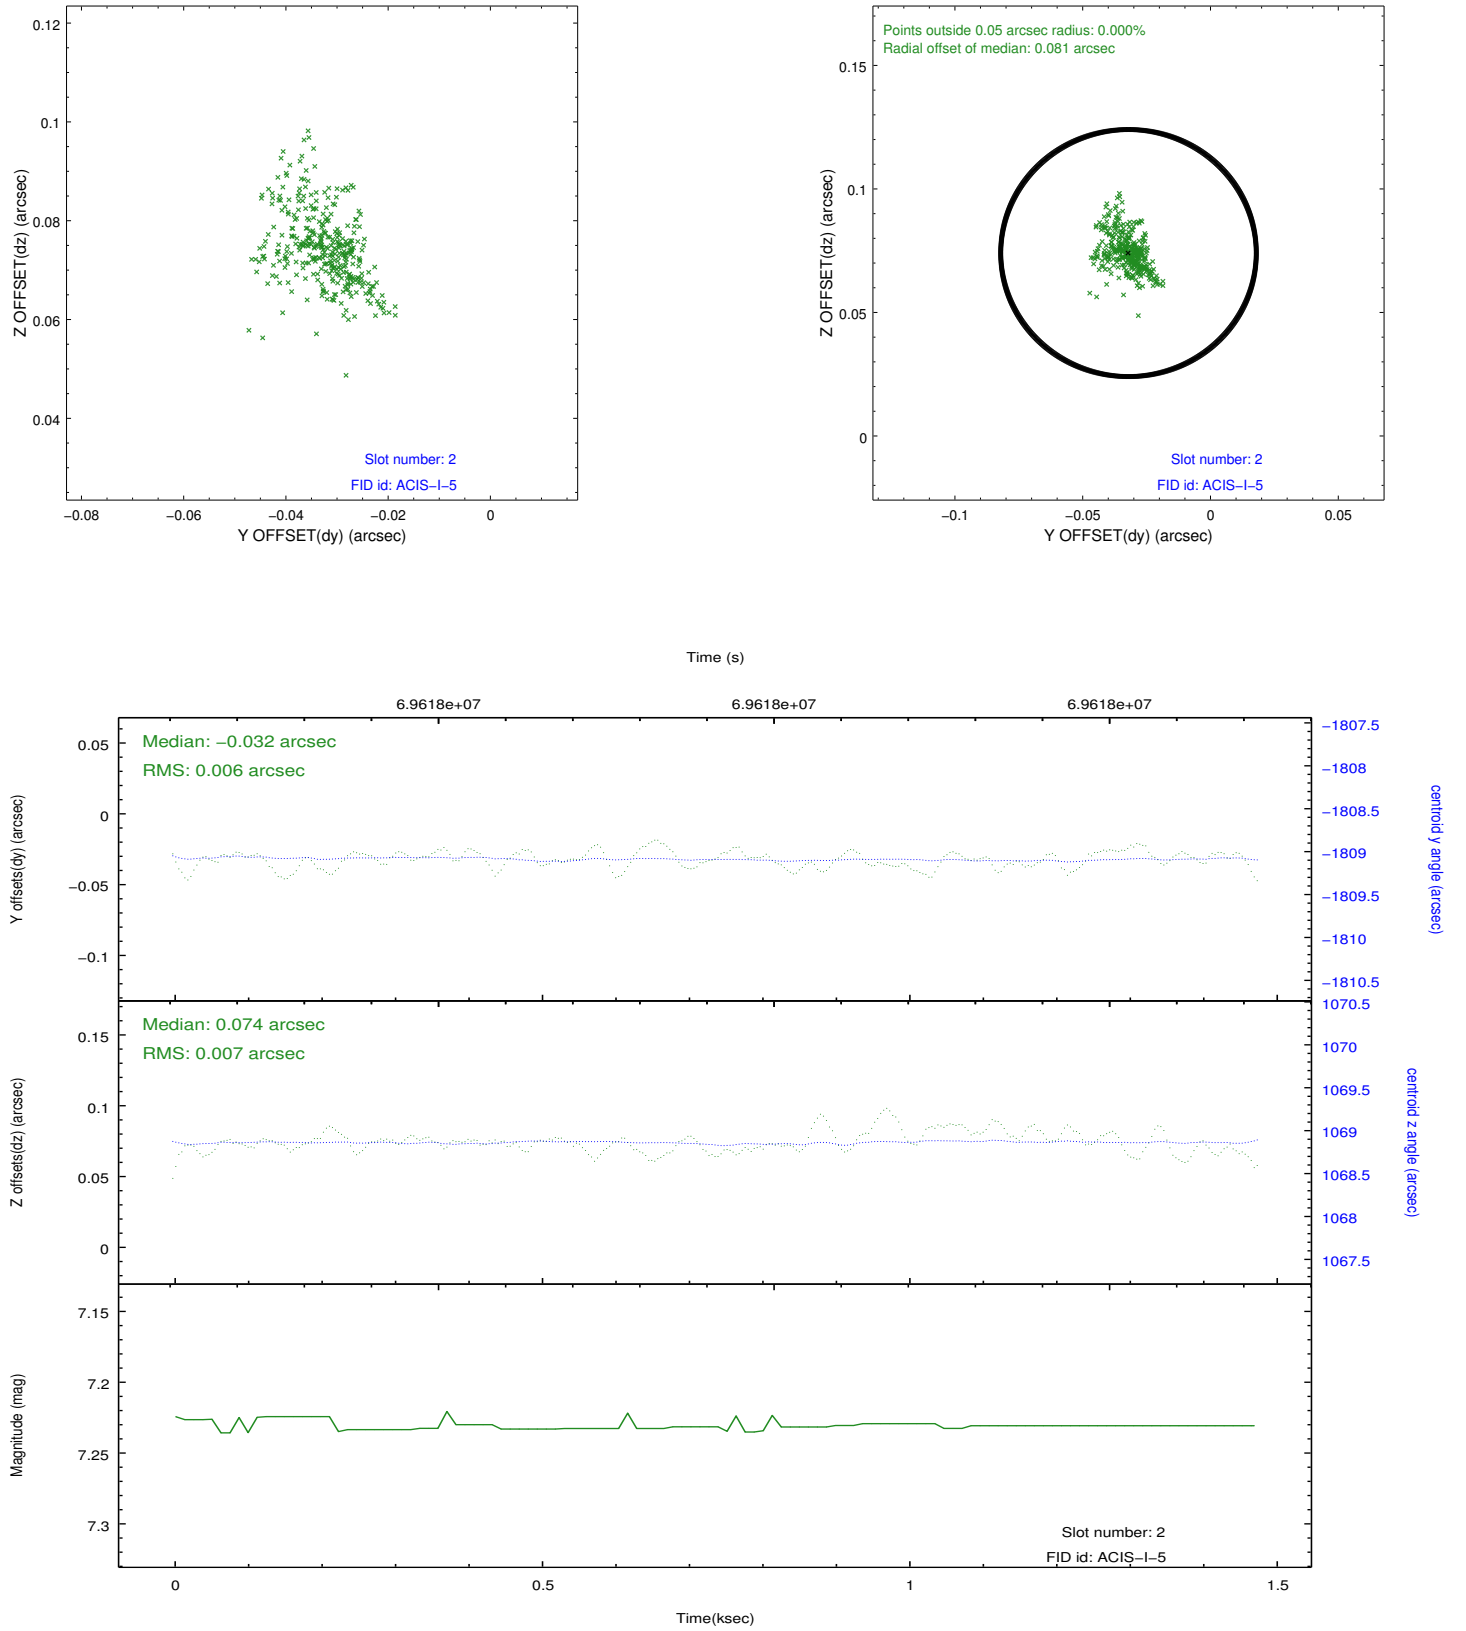 0.12
0.1
0.08
0.06
0.04
Z OFFSET(dz) (arcsec)
Slot number: 2
FID id: ACIS−I−5
−0.08 −0.06 −0.04 −0.02 0
Y OFFSET(dy) (arcsec)
Points outside 0.05 arcsec radius: 0.000%
Radial offset of median: 0.081 arcsec
0.15
0.1
0.05
0
Z OFFSET(dz) (arcsec)
Slot number: 2
FID id: ACIS−I−5
−0.1 −0.05 0 0.05
Y OFFSET(dy) (arcsec)
Time (s)
6.9618e+07 6.9618e+07 6.9618e+07
Median: −0.032 arcsec
RMS: 0.006 arcsec
0.05
0
−0.05
−0.1
Y offsets(dy) (arcsec)
−1807.5
−1808
−1808.5
−1809
−1809.5
−1810
−1810.5
centroid y angle (arcsec)
Median: 0.074 arcsec
RMS: 0.007 arcsec
0.15
0.1
0.05
0
Z offsets(dz) (arcsec)
1070.5
1070
1069.5
1069
1068.5
1068
1067.5
centroid z angle (arcsec)
7.15
7.2
7.25
7.3
Magnitude (mag)
Slot number: 2
FID id: ACIS−I−5
0 0.5 1 1.5
Time(ksec)